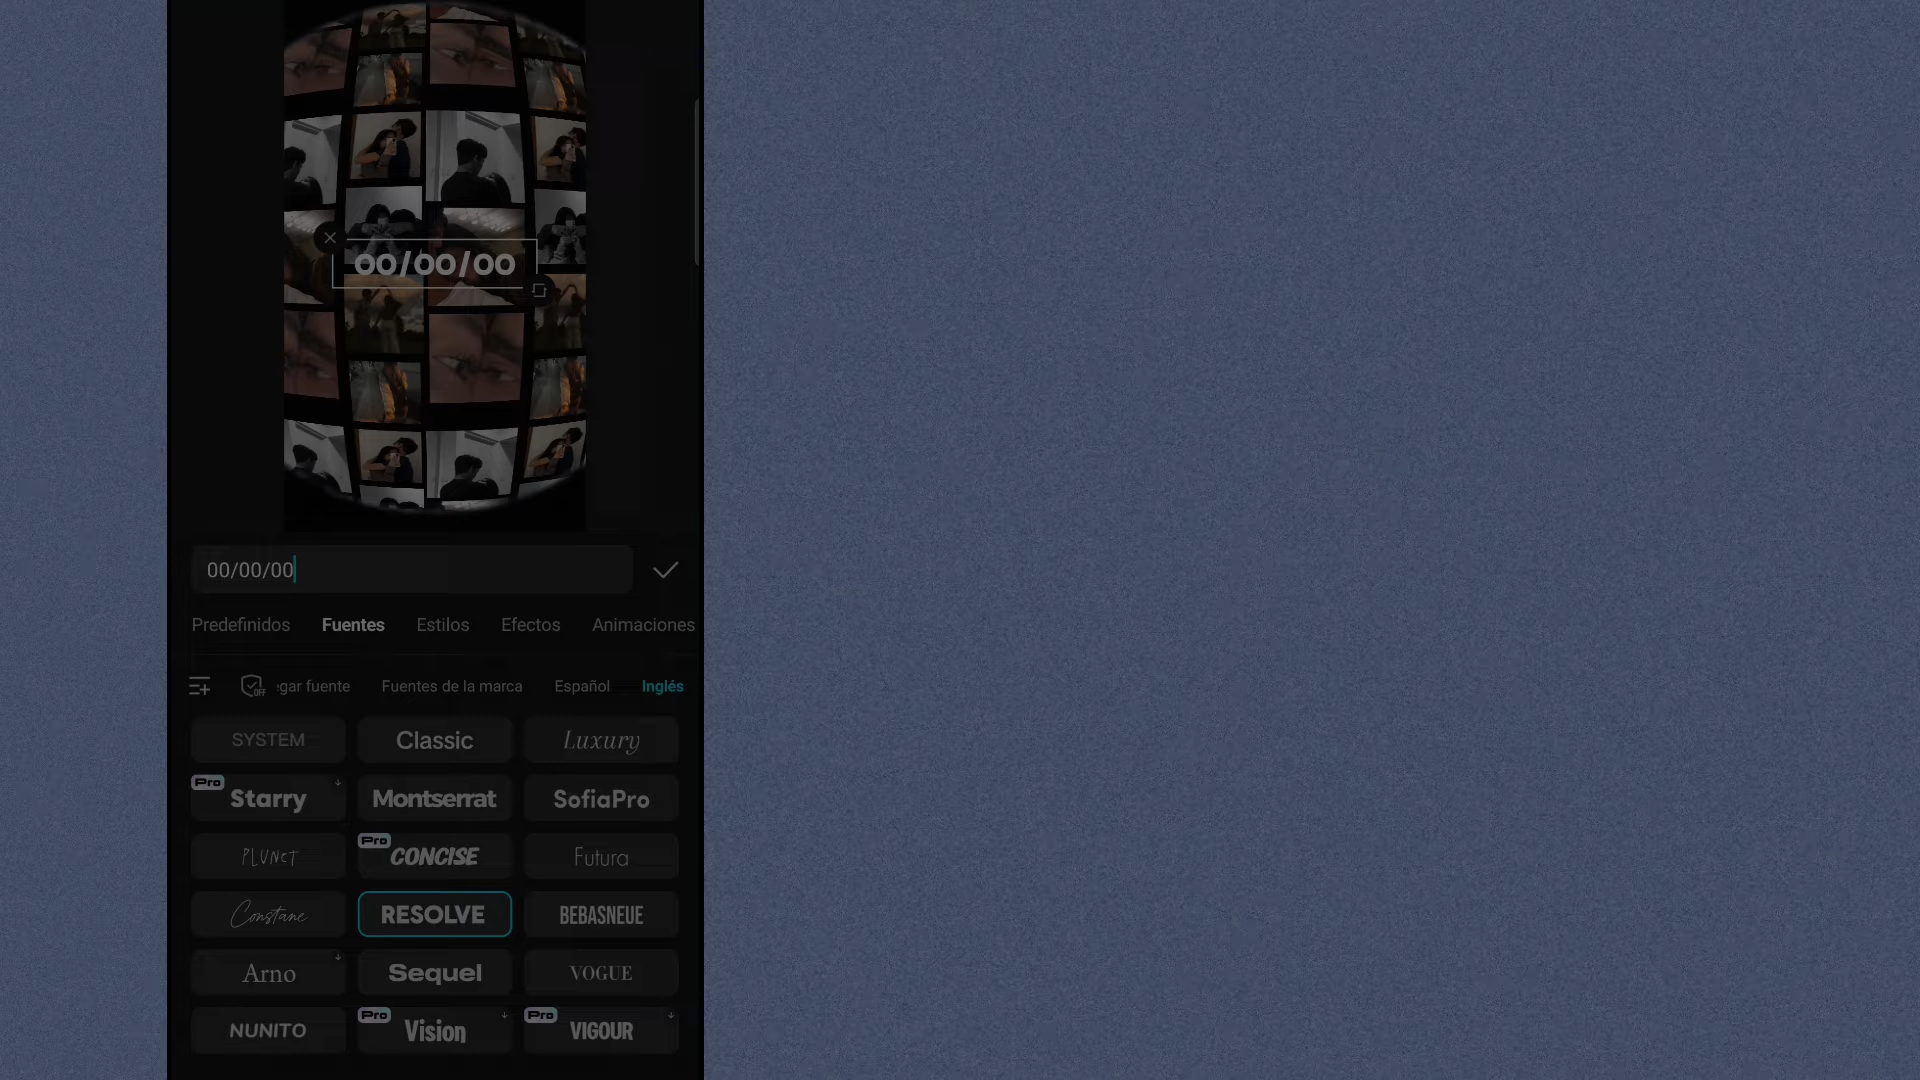 00/00/00
00/00/00
Predefinidos Fuentes Estilos Efectos Animaciones
OFF egar fuente Fuentes de la marca Español Inglés
SYSTEM Classic Luxury
Pro Starry Montserrat SofiaPro
PLUNCT Pro CONCISE Futura
Constane RESOLVE BEBASNEUE
Arno Sequel VOGUE
NUNITO Pro Vision Pro VIGOUR